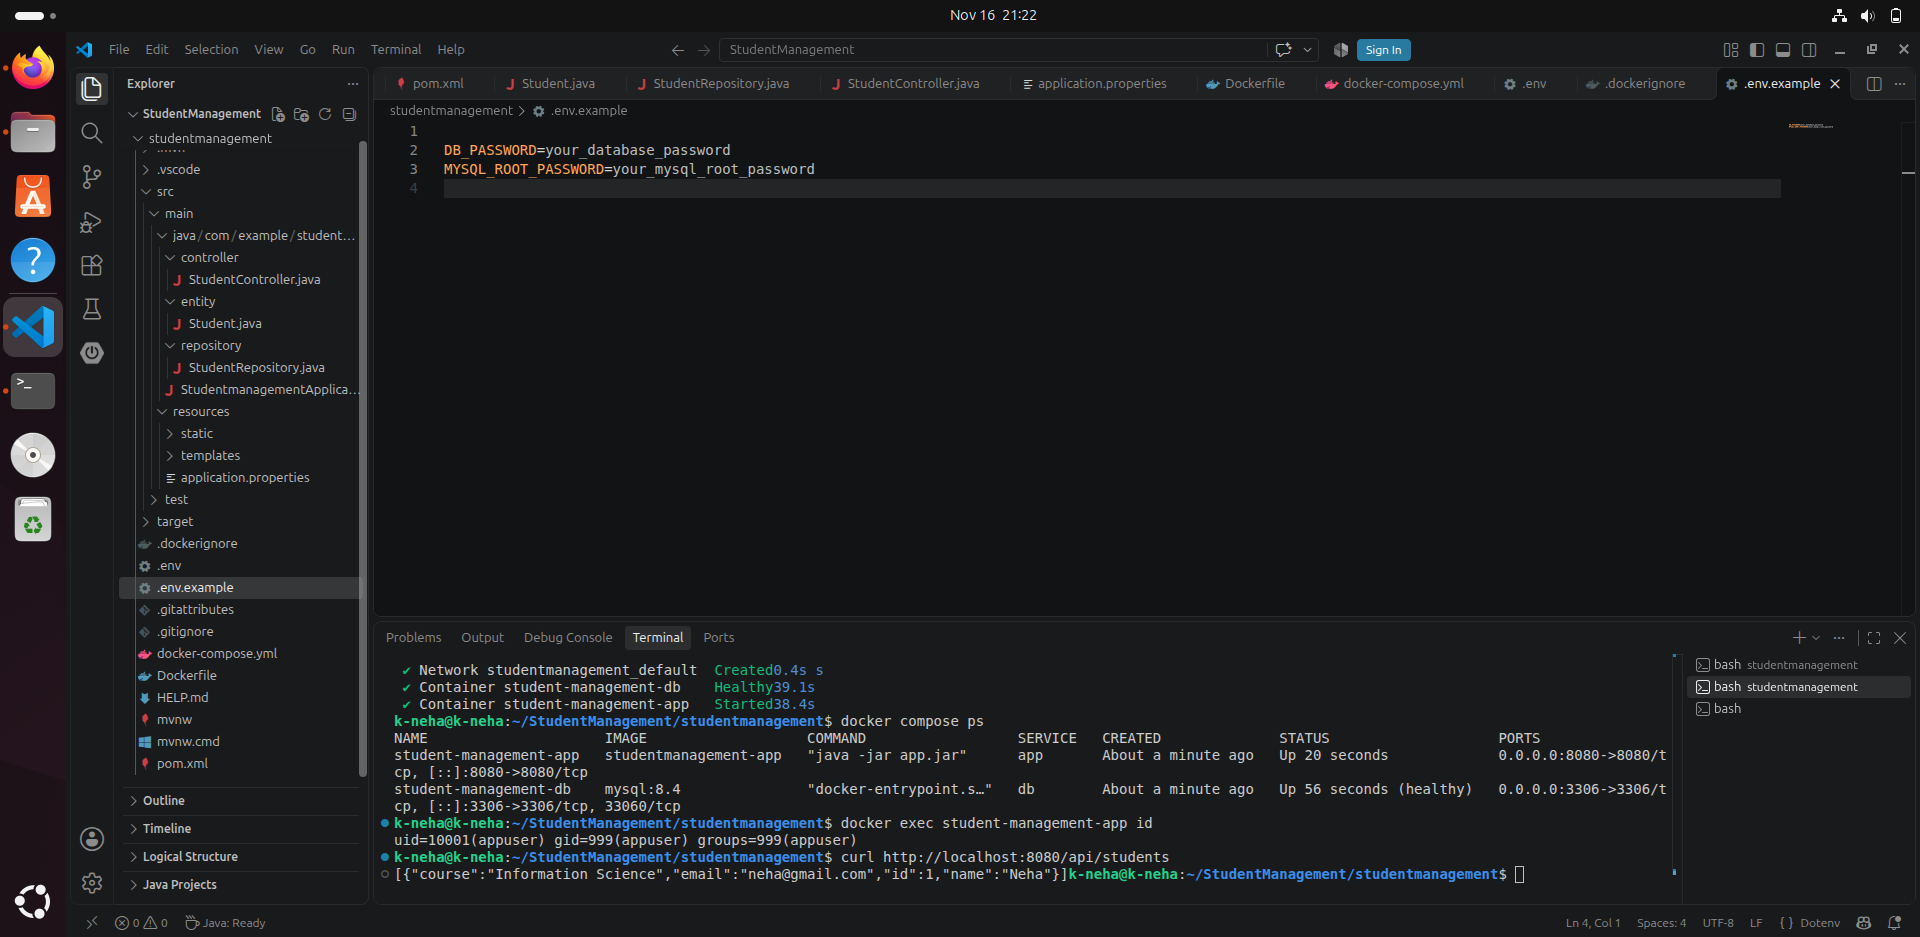 Nov 16 21:22
File Edit Selection View Go Run Terminal Help
StudentManagement
Sign In
Explorer
StudentManagement
studentmanagement
.vscode
src
main
java/com/example/student...
controller
StudentController.java
entity
Student.java
repository
StudentRepository.java
StudentmanagementApplica...
resources
static
templates
application.properties
test
target
.dockerignore
.env
.env.example
.gitattributes
.gitignore
docker-compose.yml
Dockerfile
HELP.md
mvnw
mvnw.cmd
pom.xml
Outline
Timeline
Logical Structure
Java Projects
pom.xml Student.java StudentRepository.java StudentController.java application.properties Dockerfile docker-compose.yml .env .dockerignore .env.example
studentmanagement > .env.example
1
2 DB_PASSWORD=your_database_password
3 MYSQL_ROOT_PASSWORD=your_mysql_root_password
4
Problems Output Debug Console Terminal Ports
✔ Network studentmanagement_default Created0.4s s
✔ Container student-management-db Healthy39.1s
✔ Container student-management-app Started38.4s
k-neha@k-neha:~/StudentManagement/studentmanagement$ docker compose ps
NAME IMAGE COMMAND SERVICE CREATED STATUS PORTS
student-management-app studentmanagement-app "java -jar app.jar" app About a minute ago Up 20 seconds 0.0.0.0:8080->8080/t
cp, [::]:8080->8080/tcp
student-management-db mysql:8.4 "docker-entrypoint.s…" db About a minute ago Up 56 seconds (healthy) 0.0.0.0:3306->3306/t
cp, [::]:3306->3306/tcp, 33060/tcp
k-neha@k-neha:~/StudentManagement/studentmanagement$ docker exec student-management-app id
uid=10001(appuser) gid=999(appuser) groups=999(appuser)
k-neha@k-neha:~/StudentManagement/studentmanagement$ curl http://localhost:8080/api/students
[{"course":"Information Science","email":"neha@gmail.com","id":1,"name":"Neha"}]k-neha@k-neha:~/StudentManagement/studentmanagement$
bash studentmanagement
bash studentmanagement
bash
0 0 Java: Ready
Ln 4, Col 1 Spaces: 4 UTF-8 LF { } Dotenv